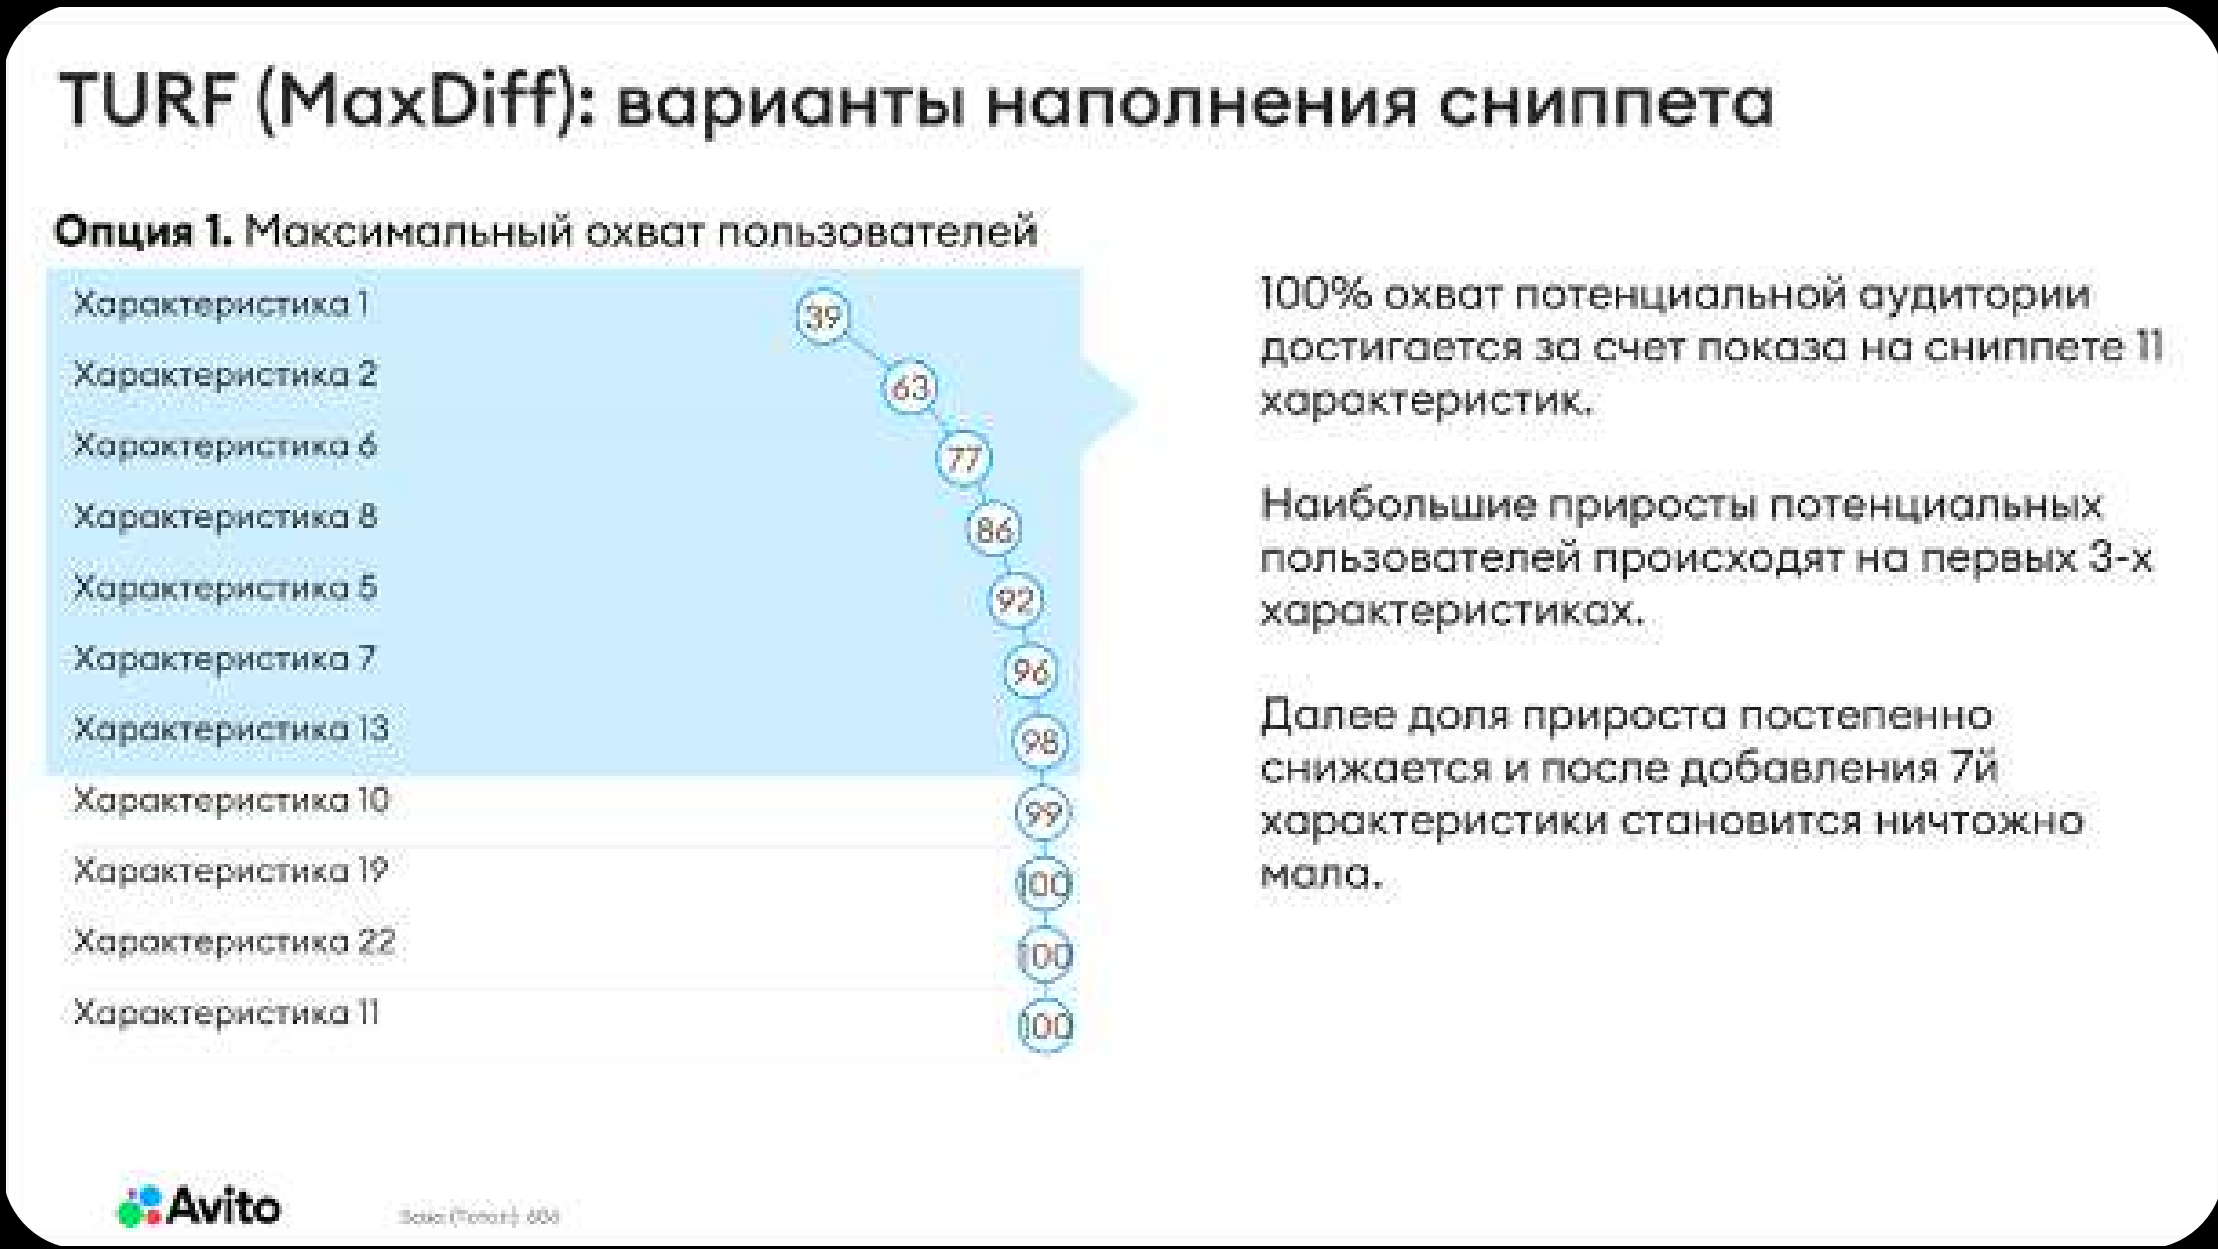 TURF (MaxDiff): варианты наполнения сниппета
Опция 1. Максимальный охват пользователей
Характеристика 1
39
Характеристика 2
63
Характеристика 6
77
Характеристика 8
86
Характеристика 5
92
Характеристика 7
96
Характеристика 13
98
Характеристика 10
99
Характеристика 19
100
Характеристика 22
100
Характеристика 11
100
100% охват потенциальной аудитории
достигается за счет показа на сниппете 11
характеристик.
Наибольшие приросты потенциальных
пользователей происходят на первых 3-х
характеристиках.
Далее доля прироста постепенно
снижается и после добавления 7й
характеристики становится ничтожно
мала.
Avito